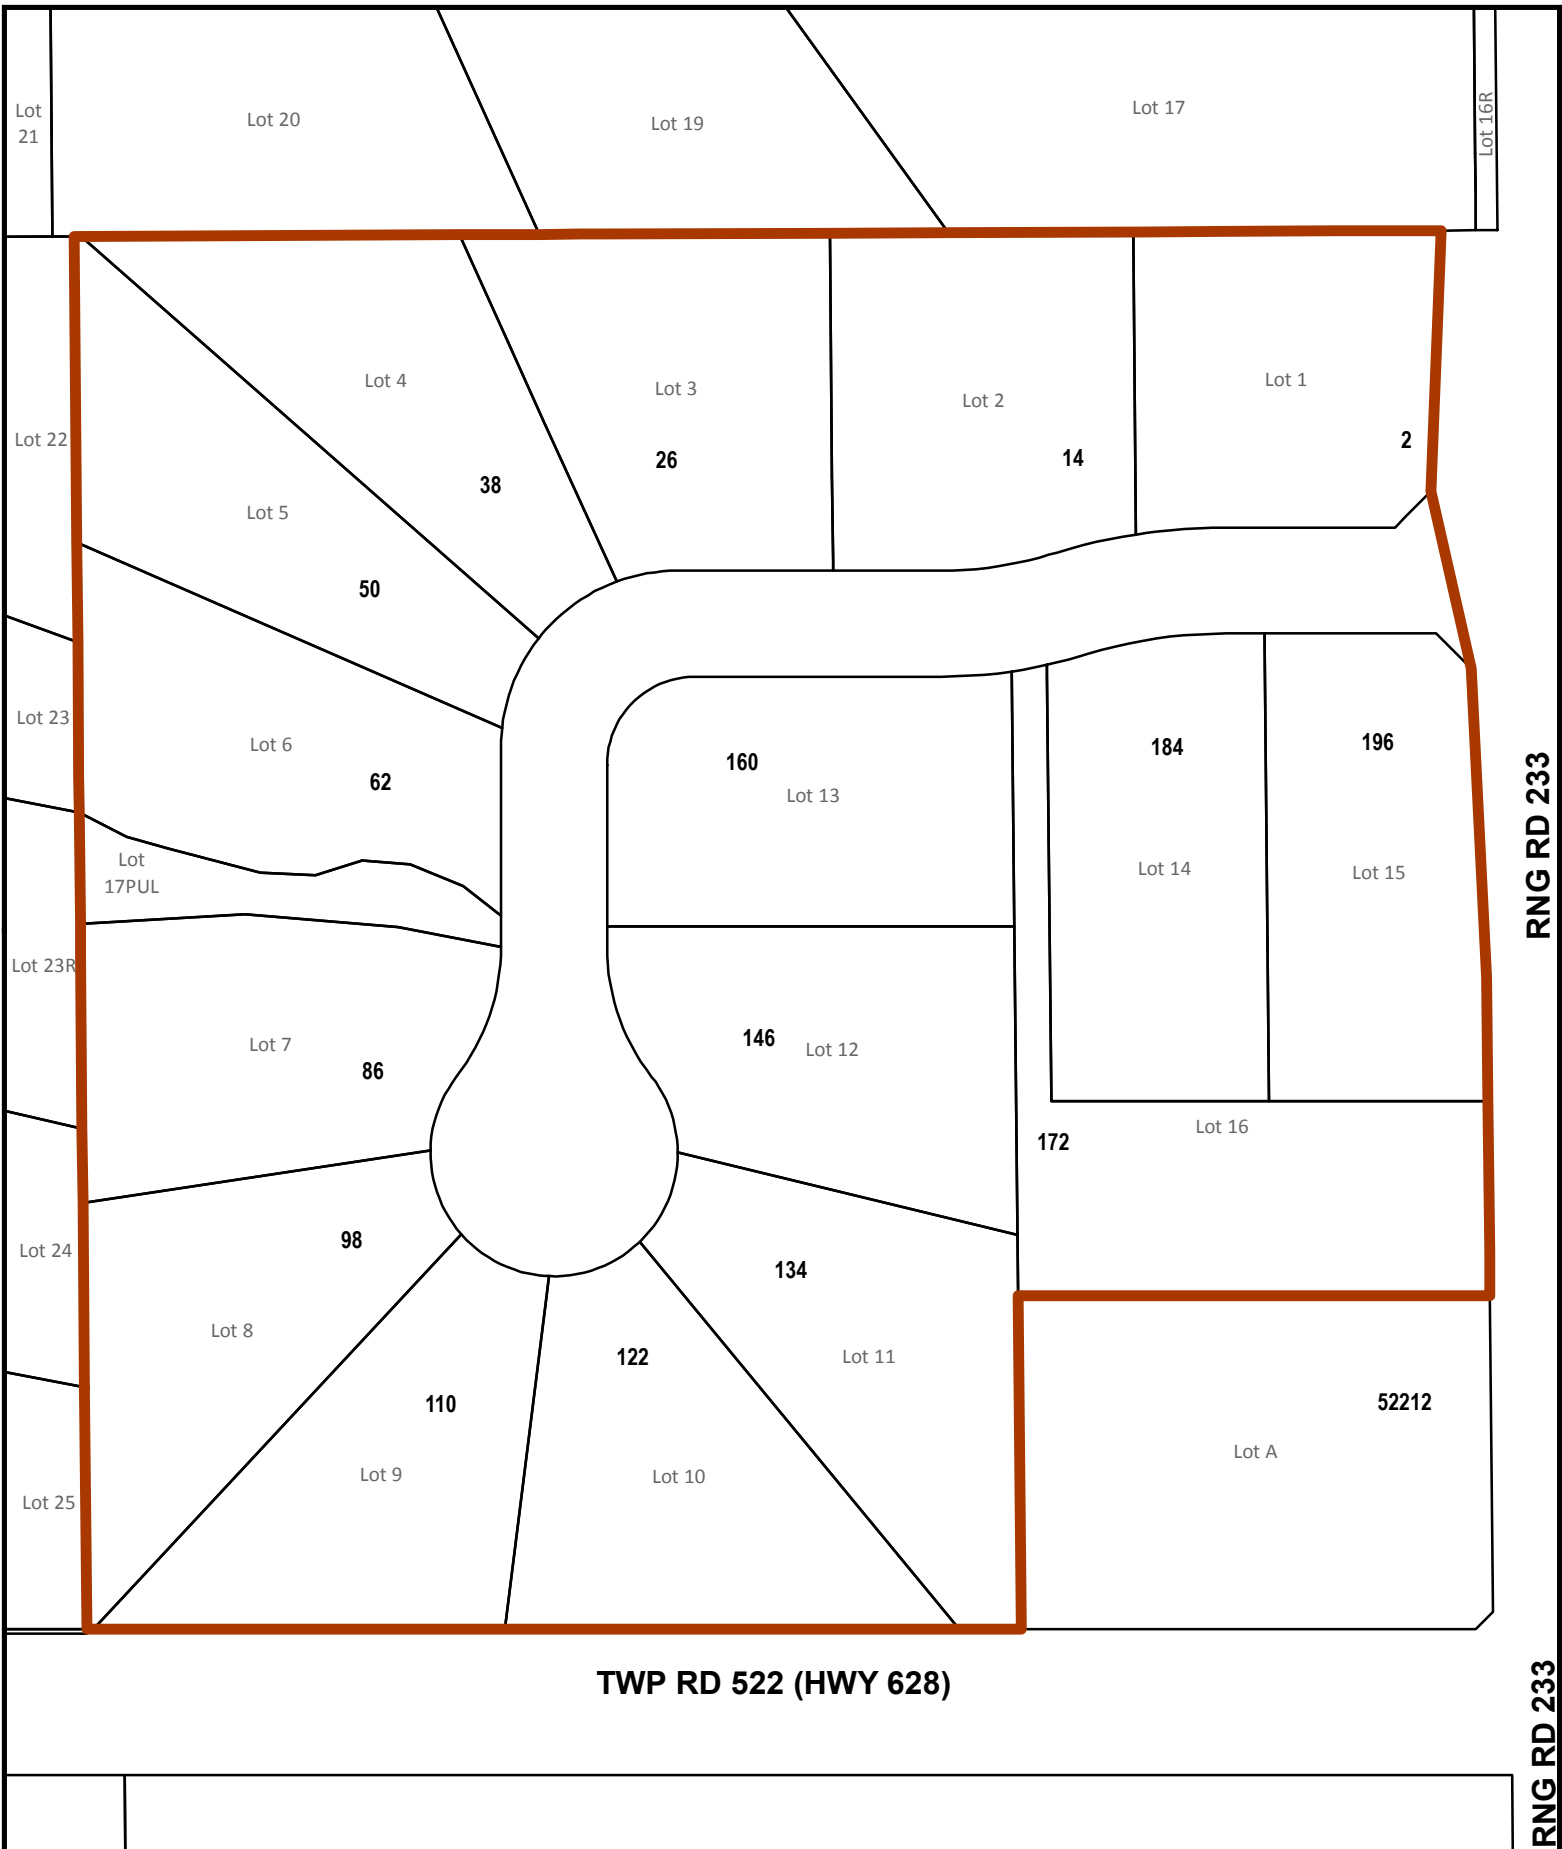 Lot
21
Lot 20
Lot 19
Lot 17
Lot 16R
Lot 4
Lot 3
Lot 2
Lot 1
Lot 22
2
14
26
38
Lot 5
50
Lot 23
Lot 6
62
160
Lot 13
184
196
Lot
17PUL
Lot 14
Lot 15
RNG RD 233
Lot 23R
Lot 7
86
146
Lot 12
172
Lot 16
Lot 24
98
134
Lot 8
122
Lot 11
110
52212
Lot A
Lot 25
Lot 9
Lot 10
TWP RD 522 (HWY 628)
RNG RD 233